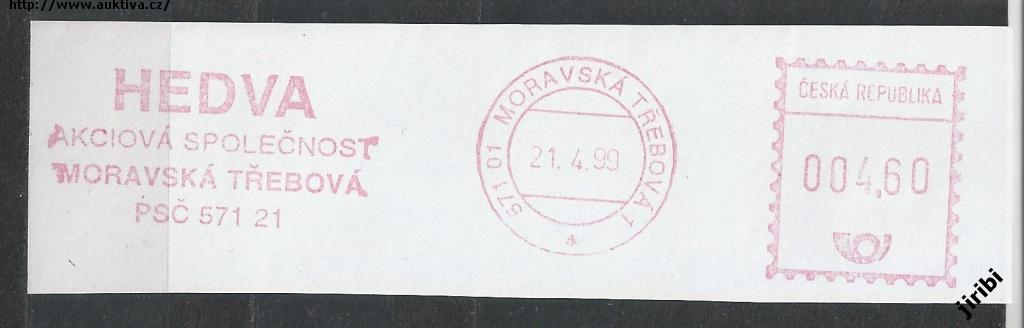 http://www.auktiva.cz/
HEDVA
AKCIOVÁ SPOLEČNOST
MORAVSKÁ TŘEBOVÁ
PSČ 571 21
571 01 MORAVSKÁ TŘEBOVÁ 1
21.4.99
*
ČESKÁ REPUBLIKA
004,60
jiribi